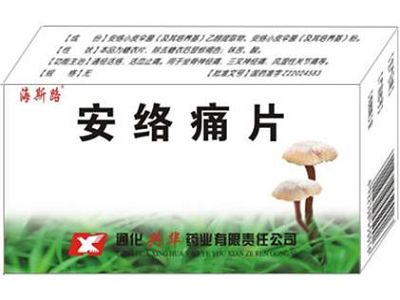 【成 份】安络小皮伞菌(及其培养基)乙醇提取物、安络小皮伞菌(及其培养基)粉。
【性 状】本品为糖衣片,除去糖衣后显棕褐色;味苦、酸。
【功能主治】通经活络,活血止痛。用于坐骨神经痛,三叉神经痛,风湿性关节痛等。
【规 格】无 【批准文号】国药准字Z22024583
海斯路
安络痛片
通化兴华药业有限责任公司